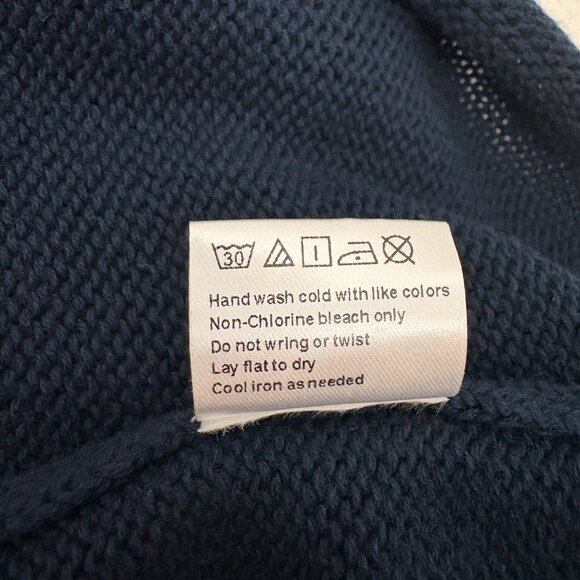 30
Hand wash cold with like colors
Non-Chlorine bleach only
Do not wring or twist
Lay flat to dry
Cool iron as needed